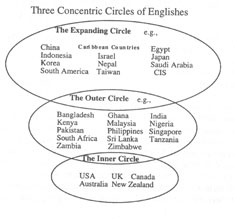 Three Concentric Circles of Englishes
The Expanding Circle e.g.,
China Caribbean Countries Egypt
Indonesia Israel Japan
Korea Nepal Saudi Arabia
South America Taiwan CIS
The Outer Circle e.g.,
Bangladesh Ghana India
Kenya Malaysia Nigeria
Pakistan Philippines Singapore
South Africa Sri Lanka Tanzania
Zambia Zimbabwe
The Inner Circle
USA UK Canada
Australia New Zealand